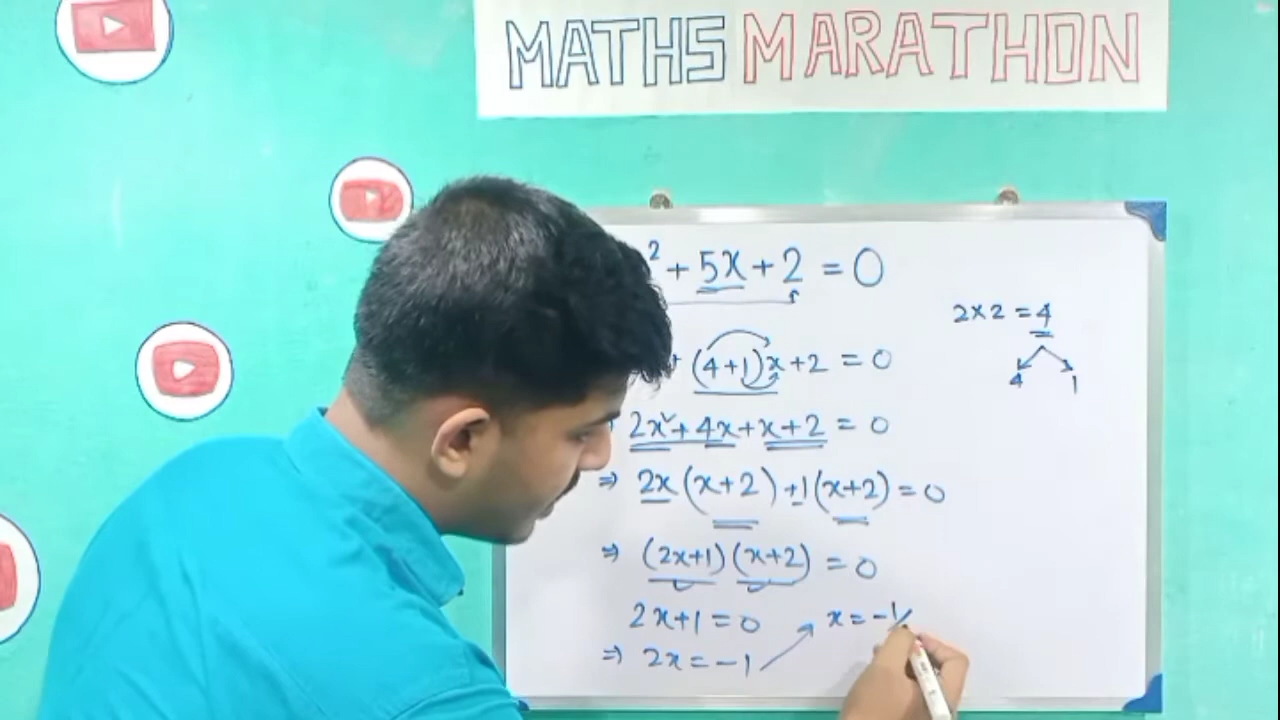 MATHS MARATHON
² + 5x + 2 = 0
2 × 2 = 4
(4+1)x + 2 = 0
4 1
2x² + 4x + x + 2 = 0
⇒ 2x (x+2) + 1 (x+2) = 0
⇒ (2x+1) (x+2) = 0
2x+1 = 0 x = -1/
⇒ 2x = -1